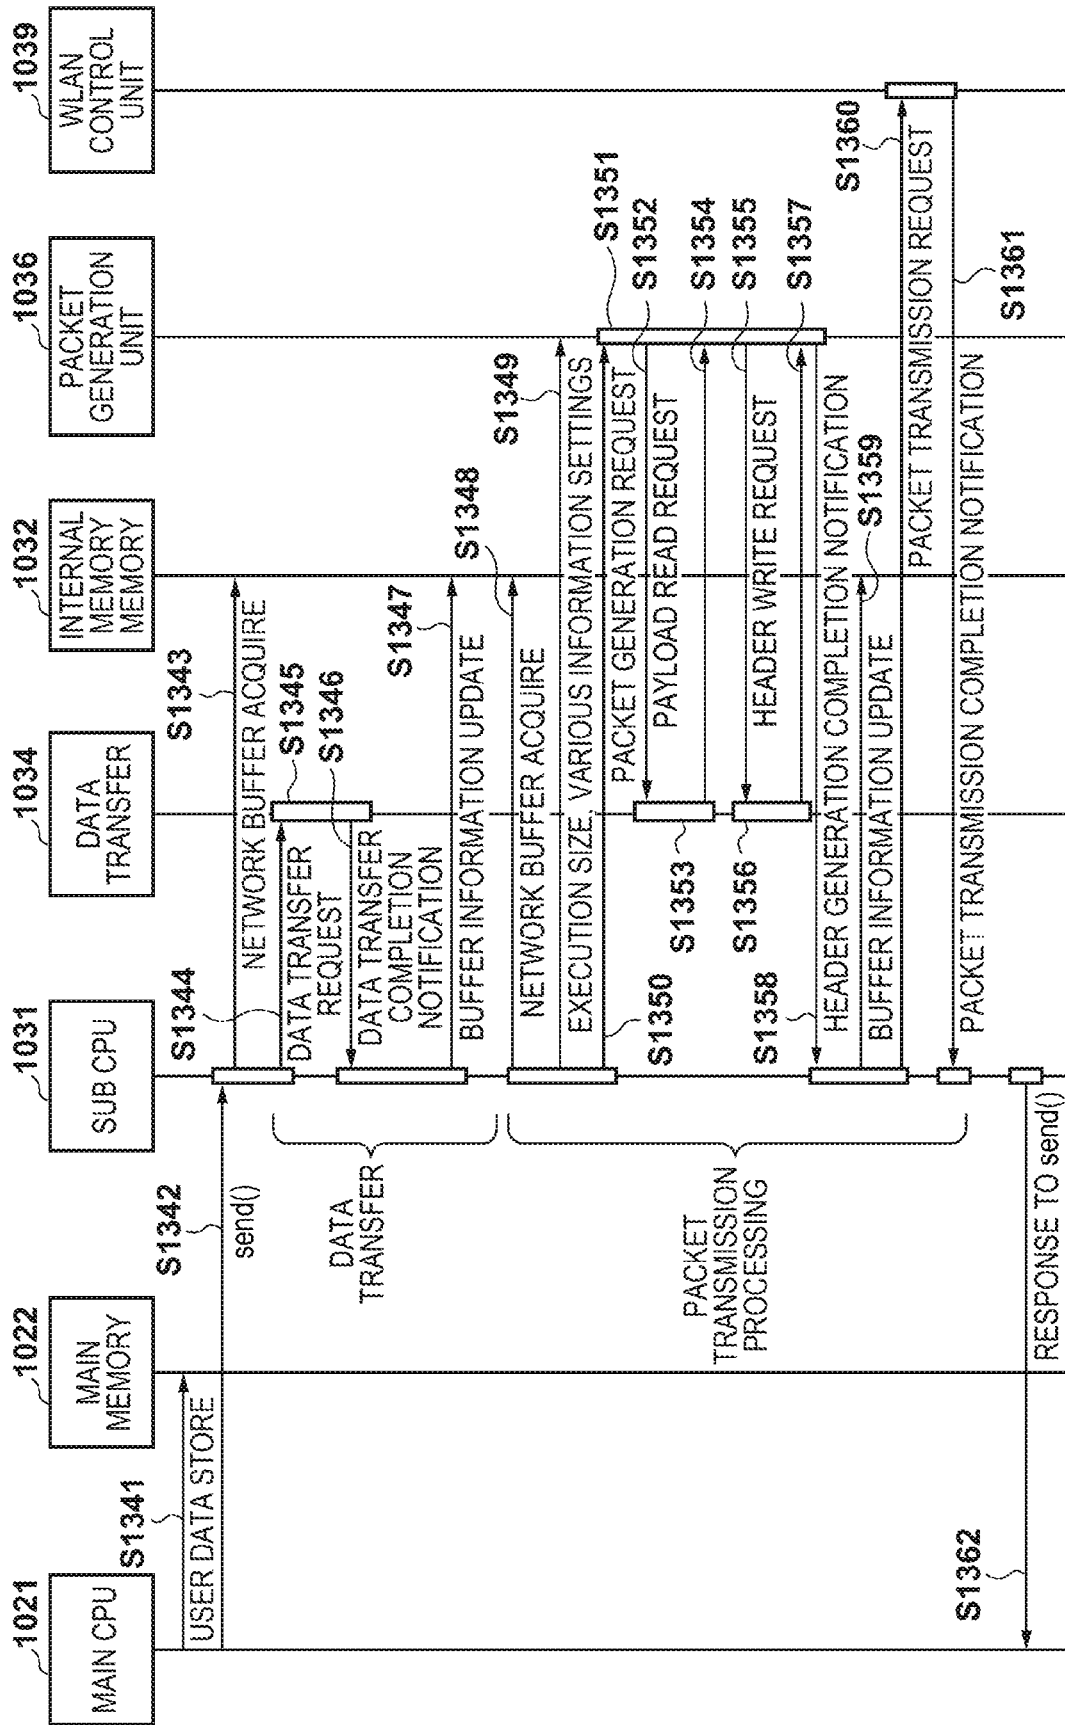 1021
MAIN CPU
1022
MAIN
MEMORY
1031
SUB CPU
1034
DATA
TRANSFER
1032
INTERNAL
MEMORY
MEMORY
1036
PACKET
GENERATION
UNIT
1039
WLAN
CONTROL
UNIT
S1341
USER DATA STORE
S1342
send()
S1343
NETWORK BUFFER ACQUIRE
S1344
DATA TRANSFER
REQUEST
S1345
S1346
DATA TRANSFER
COMPLETION
NOTIFICATION
S1347
BUFFER INFORMATION UPDATE
DATA
TRANSFER
S1348
NETWORK BUFFER ACQUIRE
S1349
EXECUTION SIZE, VARIOUS INFORMATION SETTINGS
S1350
PACKET GENERATION REQUEST
S1351
S1352
PAYLOAD READ REQUEST
S1353
S1354
S1355
HEADER WRITE REQUEST
S1356
S1357
S1358
HEADER GENERATION COMPLETION NOTIFICATION
S1359
BUFFER INFORMATION UPDATE
PACKET
TRANSMISSION
PROCESSING
S1360
PACKET TRANSMISSION REQUEST
S1361
PACKET TRANSMISSION COMPLETION NOTIFICATION
S1362
RESPONSE TO send()